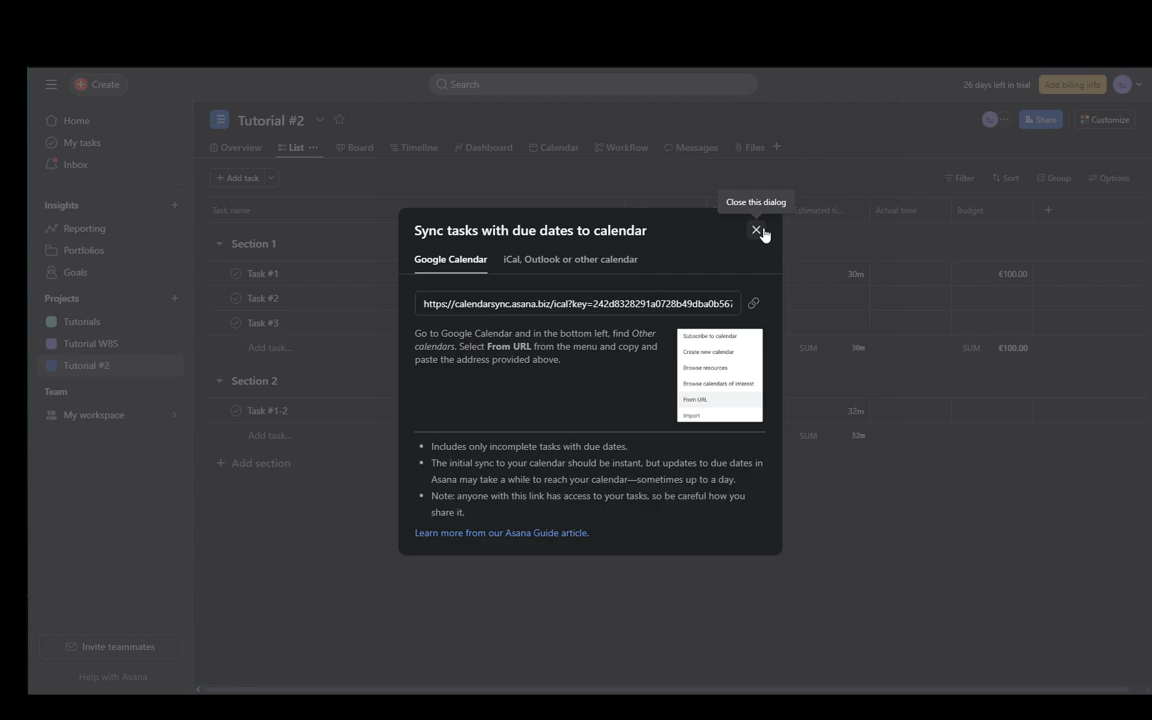 Create
Search
26 days left in trial
Add billing info
tu
Home
My tasks
Inbox
Insights
Reporting
Portfolios
Goals
Projects
Tutorials
Tutorial WBS
Tutorial #2
Team
My workspace
Invite teammates
Help with Asana
Tutorial #2
tu
Share
Customize
Overview
List
Board
Timeline
Dashboard
Calendar
Workflow
Messages
Files
Add task
Filter
Sort
Group
Options
Task name
Estimated ti...
Actual time
Budget
Section 1
Task #1
30m
€100.00
Task #2
Task #3
Add task...
SUM 30m
SUM €100.00
Section 2
Task #1-2
32m
Add task...
SUM 32m
Add section
Close this dialog
Sync tasks with due dates to calendar
Google Calendar
iCal, Outlook or other calendar
https://calendarsync.asana.biz/ical?key=242d8328291a0728b49dba0b567
Go to Google Calendar and in the bottom left, find Other
calendars. Select From URL from the menu and copy and
paste the address provided above.
Subscribe to calendar
Create new calendar
Browse resources
Browse calendars of interest
From URL
Import
• Includes only incomplete tasks with due dates.
• The initial sync to your calendar should be instant, but updates to due dates in
Asana may take a while to reach your calendar—sometimes up to a day.
• Note: anyone with this link has access to your tasks, so be careful how you
share it.
Learn more from our Asana Guide article.